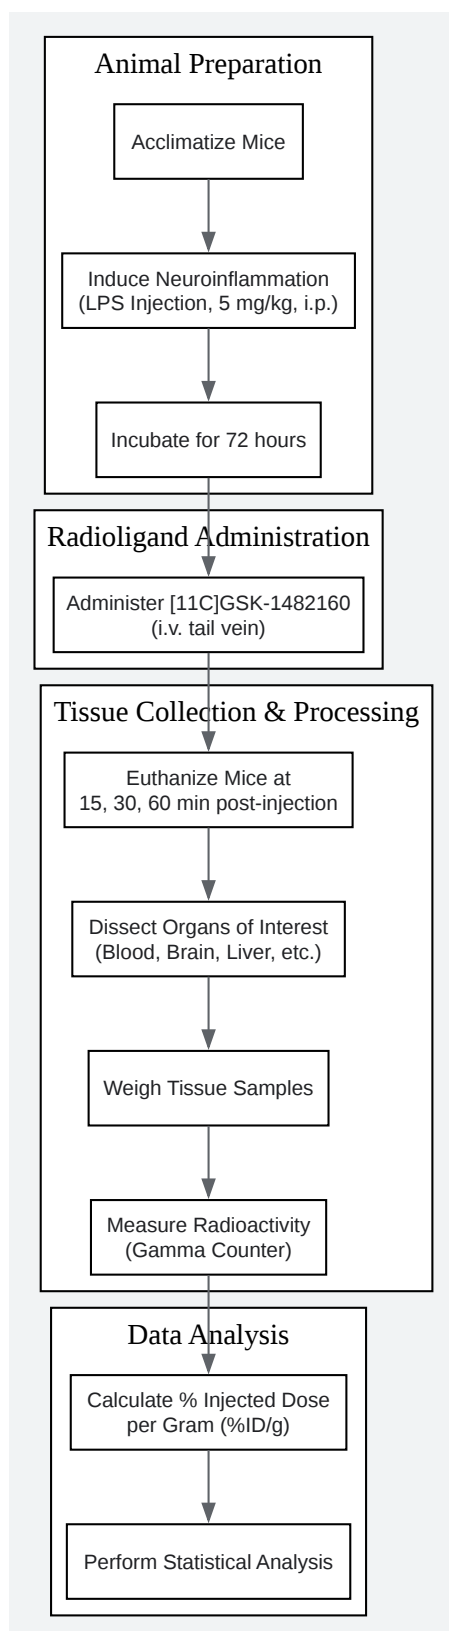 Animal Preparation
Acclimatize Mice
Induce Neuroinflammation
(LPS Injection, 5 mg/kg, i.p.)
Incubate for 72 hours
Radioligand Administration
Administer [11C]GSK-1482160
(i.v. tail vein)
Tissue Collection & Processing
Euthanize Mice at
15, 30, 60 min post-injection
Dissect Organs of Interest
(Blood, Brain, Liver, etc.)
Weigh Tissue Samples
Measure Radioactivity
(Gamma Counter)
Data Analysis
Calculate % Injected Dose
per Gram (%ID/g)
Perform Statistical Analysis